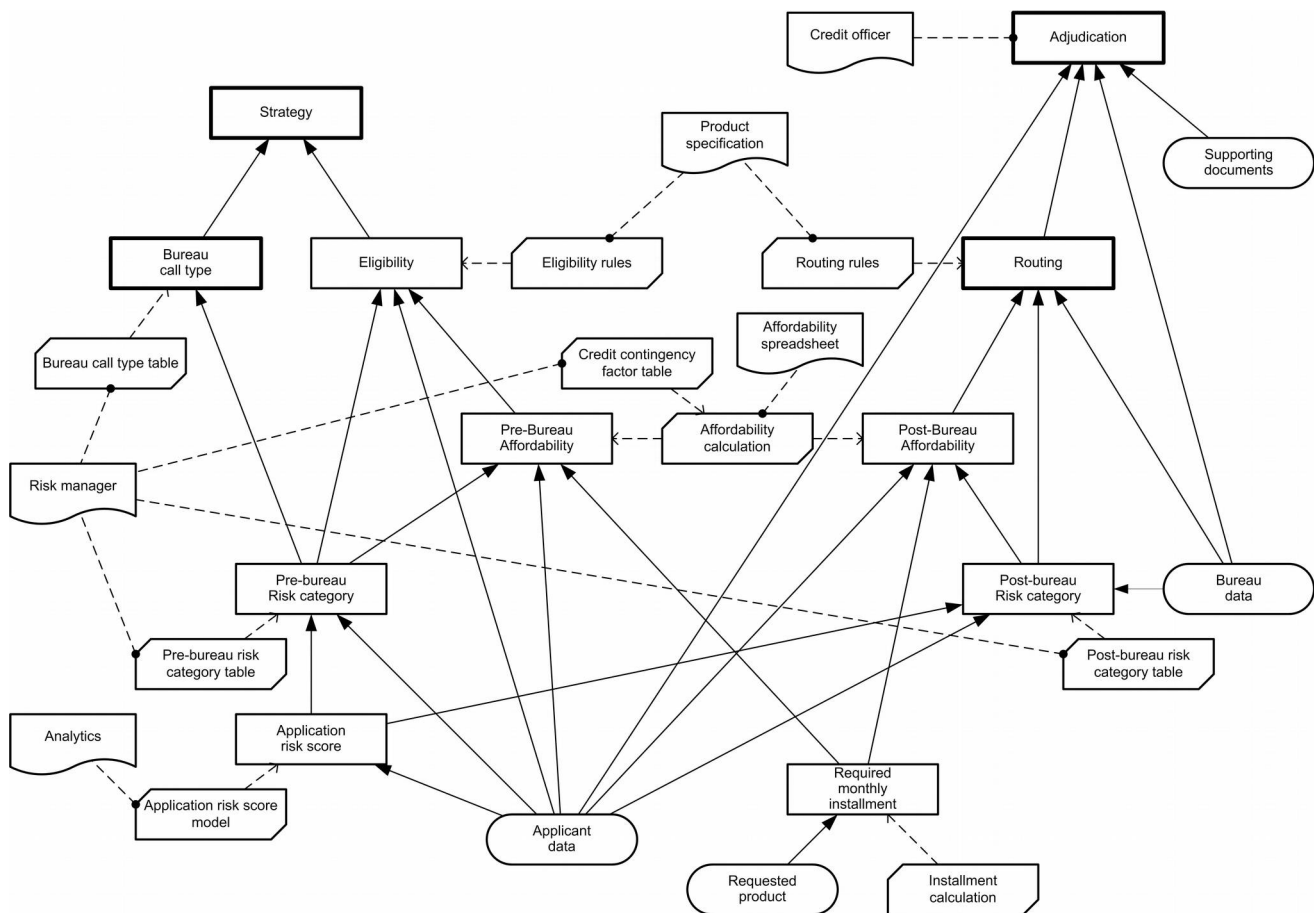 Credit officer
Adjudication
Strategy
Product
specification
Supporting
documents
Bureau
call type
Eligibility
Eligibility rules
Routing rules
Routing
Bureau call type table
Credit contingency
factor table
Affordability
spreadsheet
Pre-Bureau
Affordability
Affordability
calculation
Post-Bureau
Affordability
Risk manager
Pre-bureau
Risk category
Post-bureau
Risk category
Bureau
data
Pre-bureau risk
category table
Post-bureau risk
category table
Analytics
Application
risk score
Required
monthly
installment
Application risk score
model
Applicant
data
Requested
product
Installment
calculation